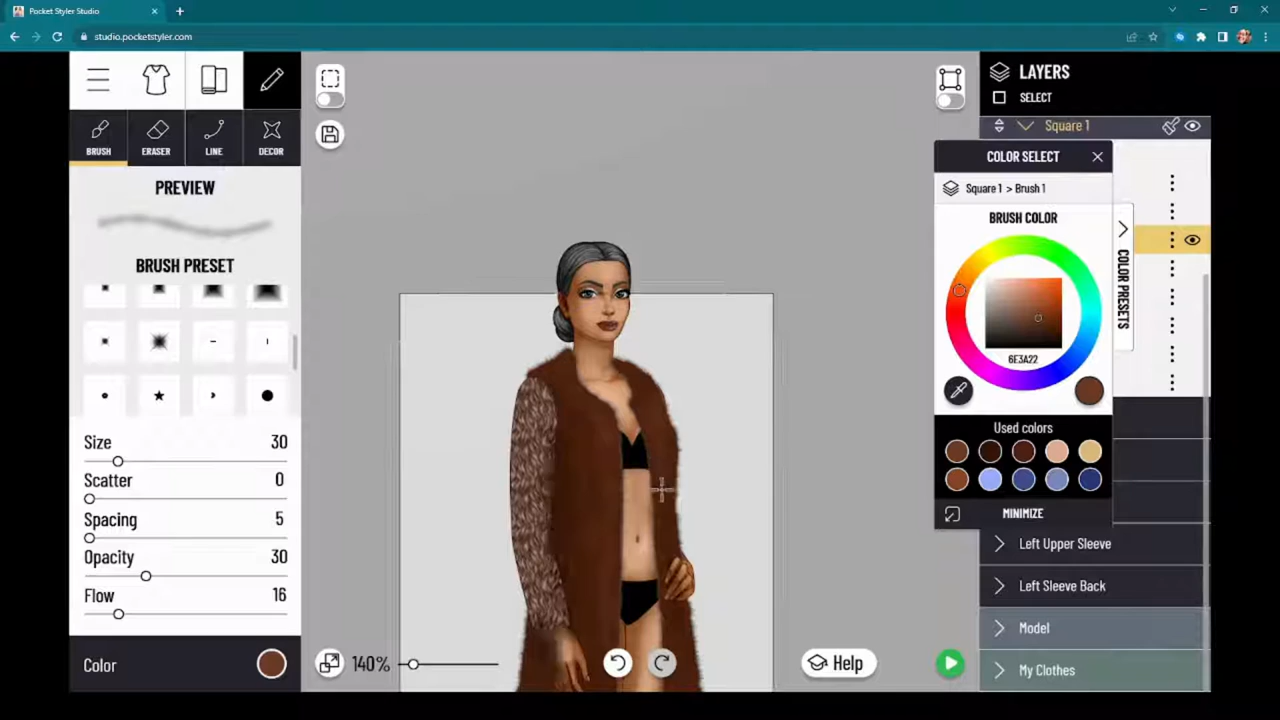 Pocket Styler Studio
studio.pocketstyler.com
BRUSH
ERASER
LINE
DECOR
PREVIEW
BRUSH PRESET
Size 30
Scatter 0
Spacing 5
Opacity 30
Flow 16
Color
140%
Help
LAYERS
SELECT
Square 1
COLOR SELECT
Square 1 > Brush 1
BRUSH COLOR
6E3A22
COLOR PRESETS
Used colors
MINIMIZE
Left Upper Sleeve
Left Sleeve Back
Model
My Clothes